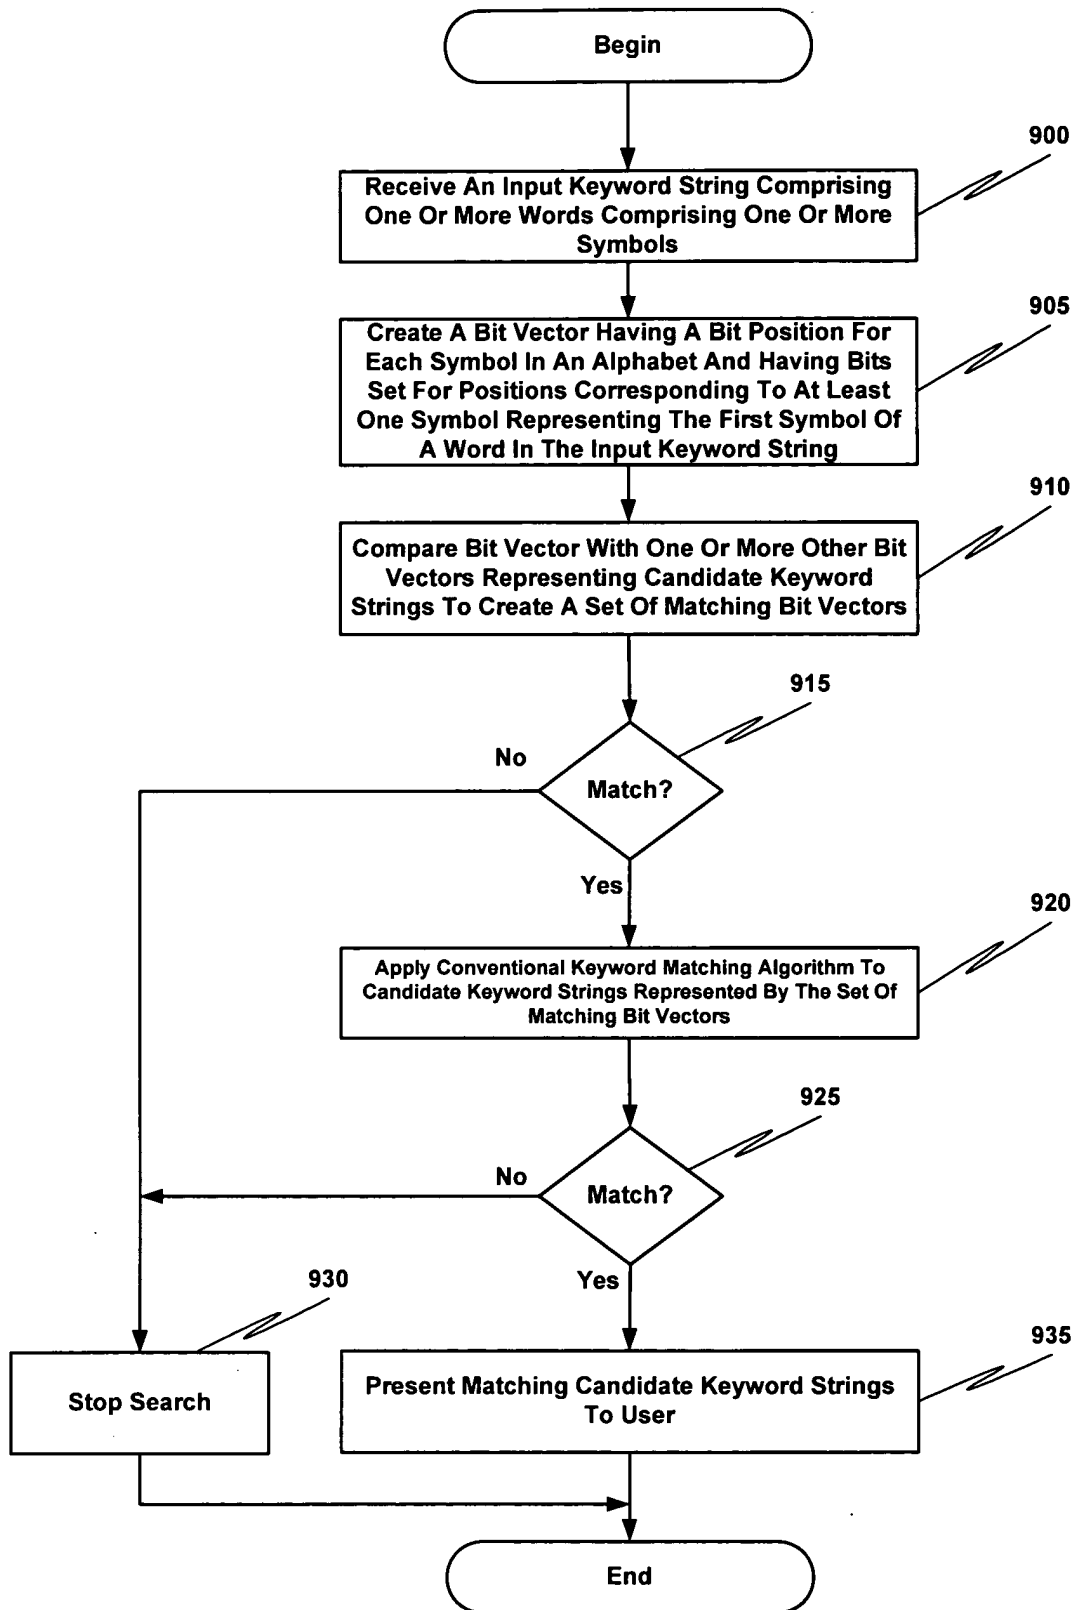 Begin
900
Receive An Input Keyword String Comprising
One Or More Words Comprising One Or More
Symbols
905
Create A Bit Vector Having A Bit Position For
Each Symbol In An Alphabet And Having Bits
Set For Positions Corresponding To At Least
One Symbol Representing The First Symbol Of
A Word In The Input Keyword String
910
Compare Bit Vector With One Or More Other Bit
Vectors Representing Candidate Keyword
Strings To Create A Set Of Matching Bit Vectors
915
No
Match?
Yes
920
Apply Conventional Keyword Matching Algorithm To
Candidate Keyword Strings Represented By The Set Of
Matching Bit Vectors
925
No
Match?
Yes
930
935
Stop Search
Present Matching Candidate Keyword Strings
To User
End